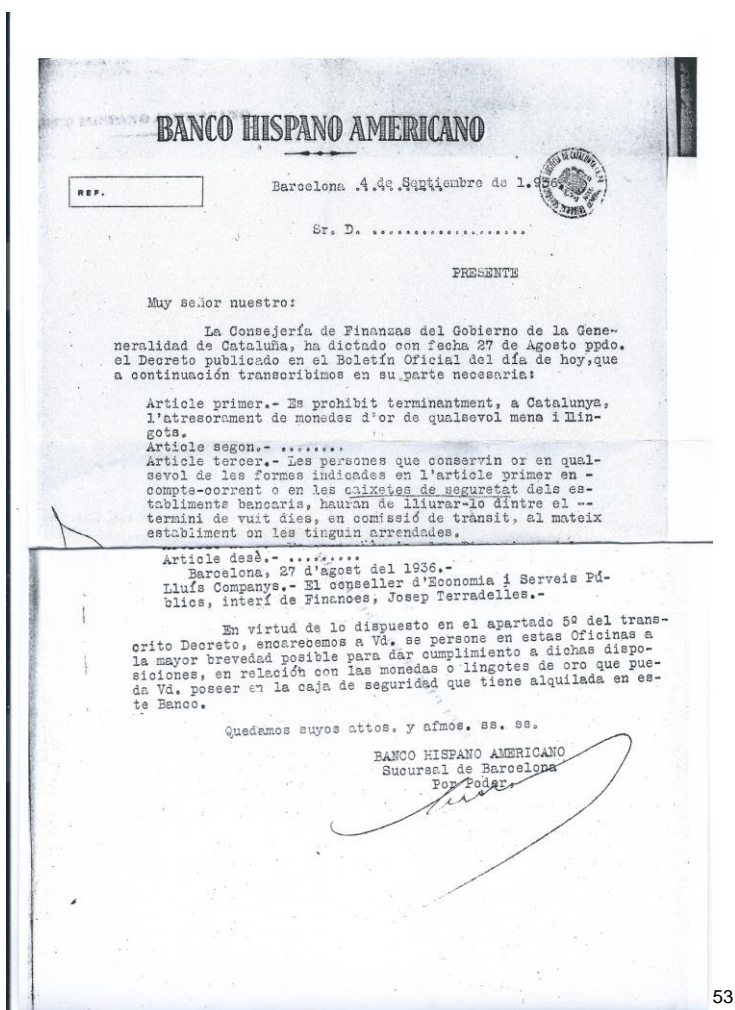 BANCO HISPANO AMERICANO
REF.
Barcelona 4 de Septiembre de 1.936
Sr. D. ....................
PRESENTE
Muy señor nuestro:
La Consejería de Finanzas del Gobierno de la Gene-
neralidad de Cataluña, ha dictado con fecha 27 de Agosto ppdo.
el Decreto publicado en el Boletín Oficial del día de hoy,que
a continuación transcribimos en su parte necesaria:
Article primer.- Es prohibit terminantment, a Catalunya,
l'atresorament de monedes d'or de qualsevol mena i llin-
gots.
Article segon.- ........
Article tercer.- Les persones que conservin or en qual-
sevol de les formes indicades en l'article primer en -
compte-corrent o en les caixetes de seguretat dels es-
tabliments bancaris, hauran de lliurar-lo dintre el --
termini de vuit dies, en comissió de trànsit, al mateix
establiment on les tinguin arrendades.
Article desè.- .........
Barcelona, 27 d'agost del 1936.-
Lluís Companys.- El conseller d'Economia i Serveis Pú-
blics, interí de Finances, Josep Terradelles.-
En virtud de lo dispuesto en el apartado 5º del trans-
crito Decreto, encarecemos a Vd. se persone en estas Oficinas a
la mayor brevedad posible para dar cumplimiento a dichas dispo-
siciones, en relación con las monedas o lingotes de oro que pue-
da Vd. poseer en la caja de seguridad que tiene alquilada en es-
te Banco.
Quedamos suyos attos. y afmos. ss. ss.
BANCO HISPANO AMERICANO
Sucursal de Barcelona
Por Poder,
53